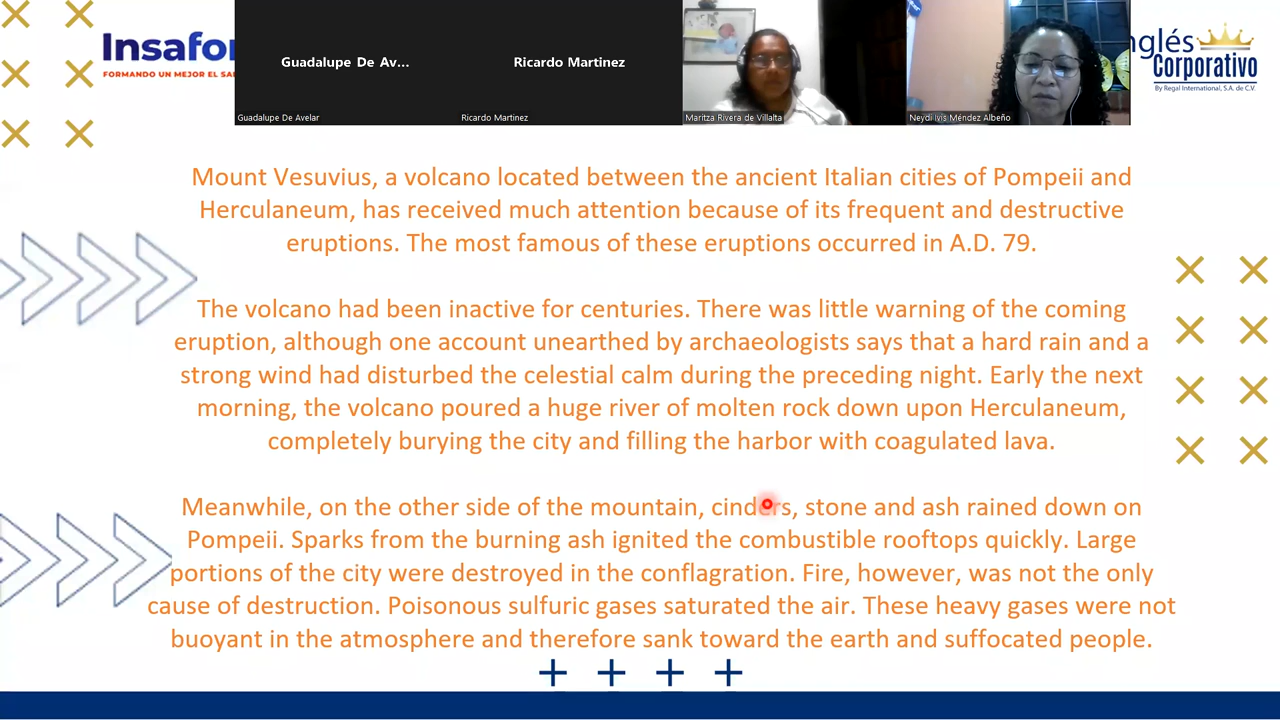 Insafor
FORMANDO UN MEJOR EL SA
Guadalupe De Av...
Ricardo Martinez
Guadalupe De Avelar
Ricardo Martinez
Maritza Rivera de Villalta
Neydi Ivis Méndez Albeño
nglés
Corporativo
By Regal International, S.A. de C.V.
Mount Vesuvius, a volcano located between the ancient Italian cities of Pompeii and
Herculaneum, has received much attention because of its frequent and destructive
eruptions. The most famous of these eruptions occurred in A.D. 79.
The volcano had been inactive for centuries. There was little warning of the coming
eruption, although one account unearthed by archaeologists says that a hard rain and a
strong wind had disturbed the celestial calm during the preceding night. Early the next
morning, the volcano poured a huge river of molten rock down upon Herculaneum,
completely burying the city and filling the harbor with coagulated lava.
Meanwhile, on the other side of the mountain, cinders, stone and ash rained down on
Pompeii. Sparks from the burning ash ignited the combustible rooftops quickly. Large
portions of the city were destroyed in the conflagration. Fire, however, was not the only
cause of destruction. Poisonous sulfuric gases saturated the air. These heavy gases were not
buoyant in the atmosphere and therefore sank toward the earth and suffocated people.